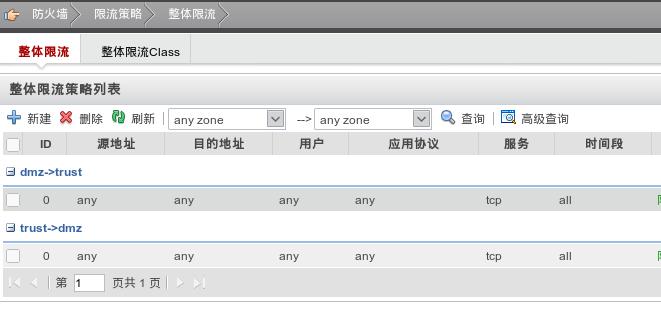 防火墙 限流策略 整体限流
整体限流 整体限流Class
整体限流策略列表
新建 删除 刷新 any zone --> any zone 查询 高级查询
ID 源地址 目的地址 用户 应用协议 服务 时间段
dmz->trust
0 any any any any tcp all
trust->dmz
0 any any any any tcp all
第 1 页共 1 页